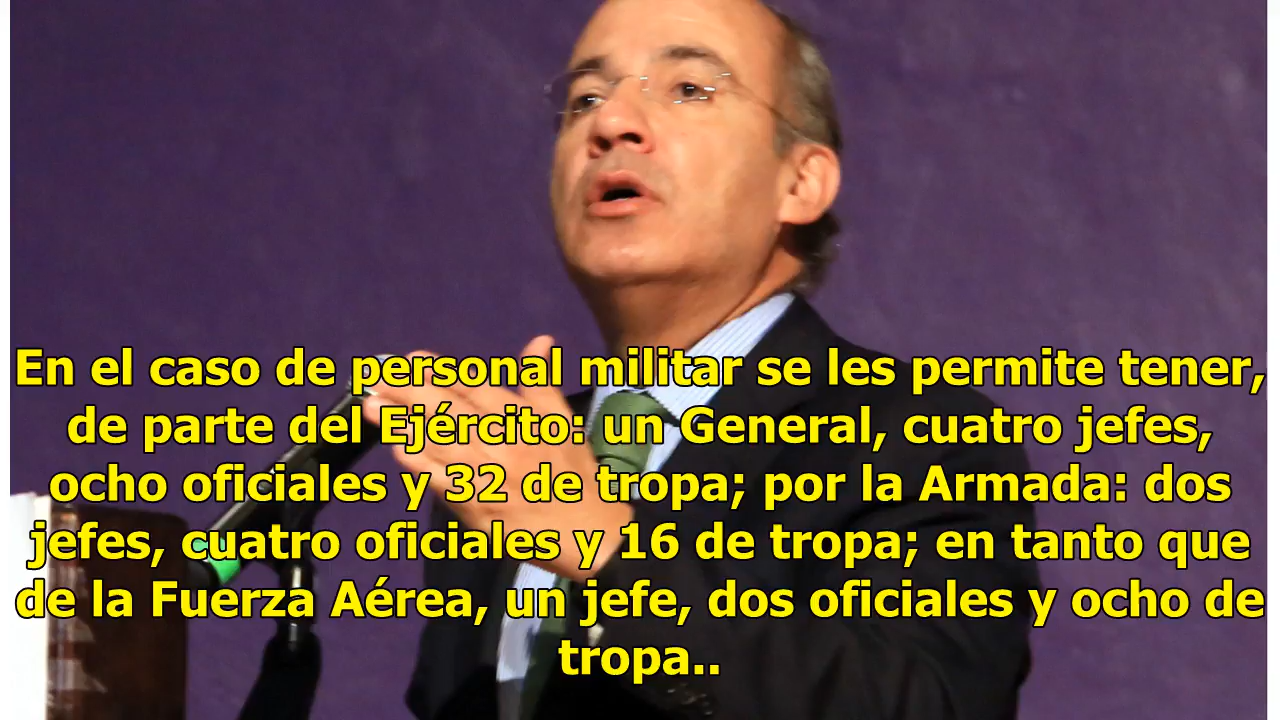 En el caso de personal militar se les permite tener,
de parte del Ejército: un General, cuatro jefes,
ocho oficiales y 32 de tropa; por la Armada: dos
jefes, cuatro oficiales y 16 de tropa; en tanto que
de la Fuerza Aérea, un jefe, dos oficiales y ocho de
tropa..